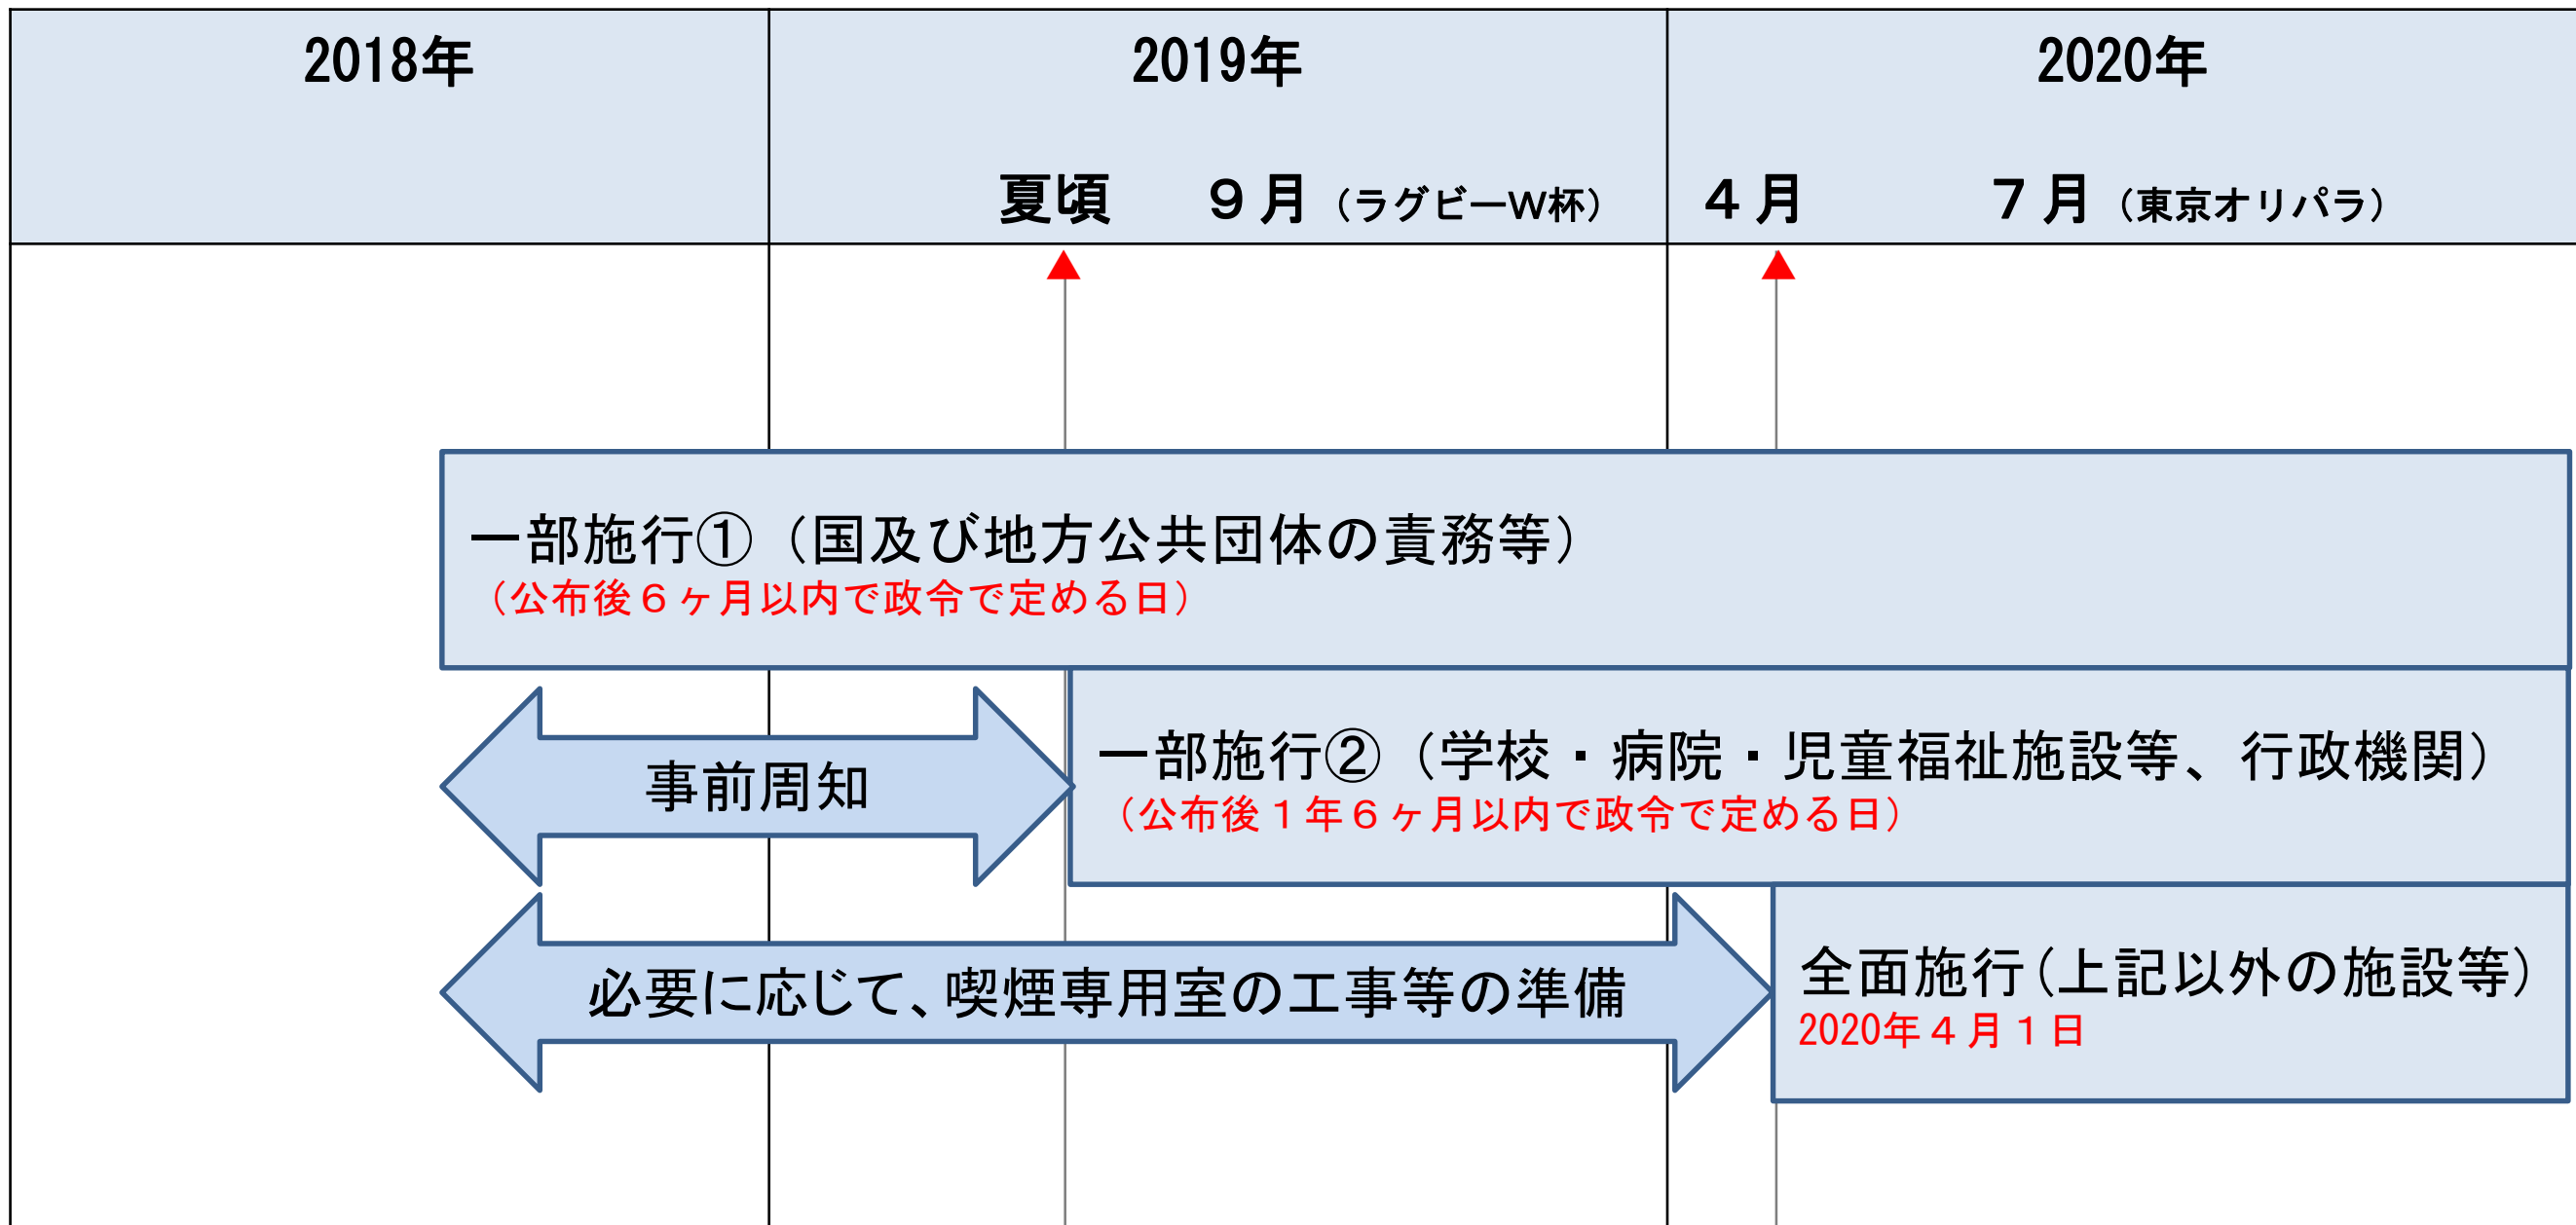 2018年
2019年
2020年
夏頃 ９月（ラグビーＷ杯）
４月 ７月（東京オリパラ）
一部施行①（国及び地方公共団体の責務等）
（公布後６ヶ月以内で政令で定める日）
事前周知
一部施行②（学校・病院・児童福祉施設等、行政機関）
（公布後１年６ヶ月以内で政令で定める日）
必要に応じて、喫煙専用室の工事等の準備
全面施行（上記以外の施設等）
2020年４月１日